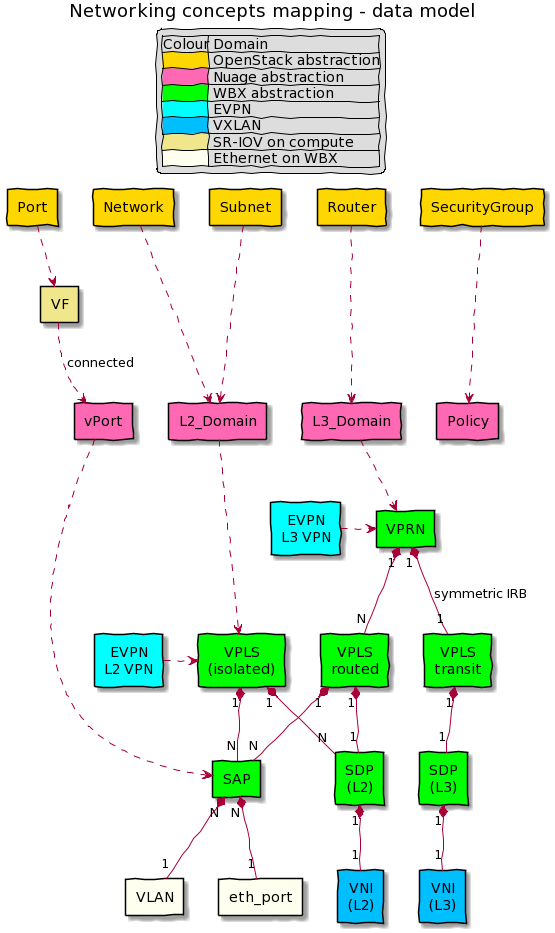 Networking concepts mapping - data model
Colour Domain
OpenStack abstraction
Nuage abstraction
WBX abstraction
EVPN
VXLAN
SR-IOV on compute
Ethernet on WBX
Port
Network
Subnet
Router
SecurityGroup
VF
connected
vPort
L2_Domain
L3_Domain
Policy
EVPN
L3 VPN
VPRN
1
1
symmetric IRB
N
1
EVPN
L2 VPN
VPLS
(isolated)
VPLS
routed
VPLS
transit
1
1
1
1
1
N
N
N
1
1
SAP
SDP
(L2)
SDP
(L3)
N
N
1
1
1
1
1
1
VLAN
eth_port
VNI
(L2)
VNI
(L3)